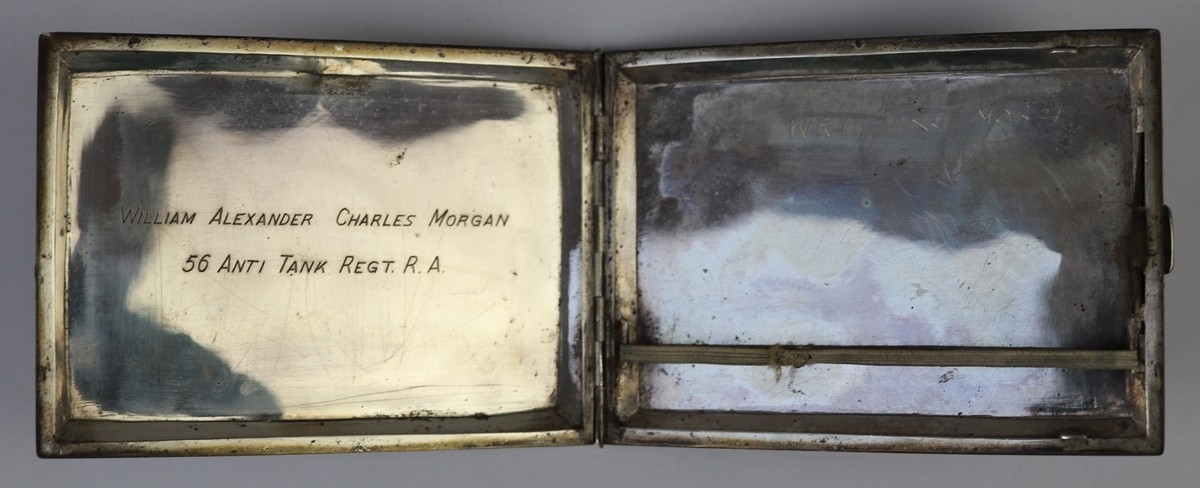 WILLIAM ALEXANDER CHARLES MORGAN
56 ANTI TANK REGT. R. A.